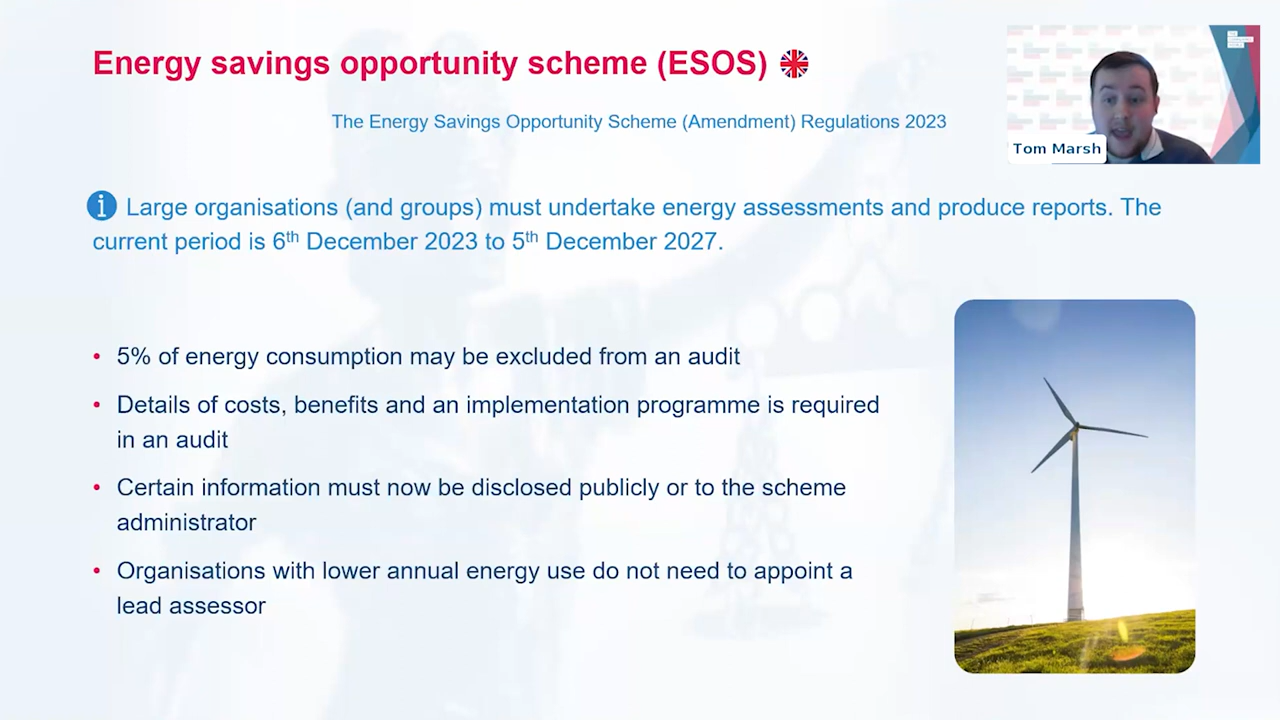 Energy savings opportunity scheme (ESOS)
The Energy Savings Opportunity Scheme (Amendment) Regulations 2023
Tom Marsh
i Large organisations (and groups) must undertake energy assessments and produce reports. The
current period is 6th December 2023 to 5th December 2027.
• 5% of energy consumption may be excluded from an audit
• Details of costs, benefits and an implementation programme is required
in an audit
• Certain information must now be disclosed publicly or to the scheme
administrator
• Organisations with lower annual energy use do not need to appoint a
lead assessor